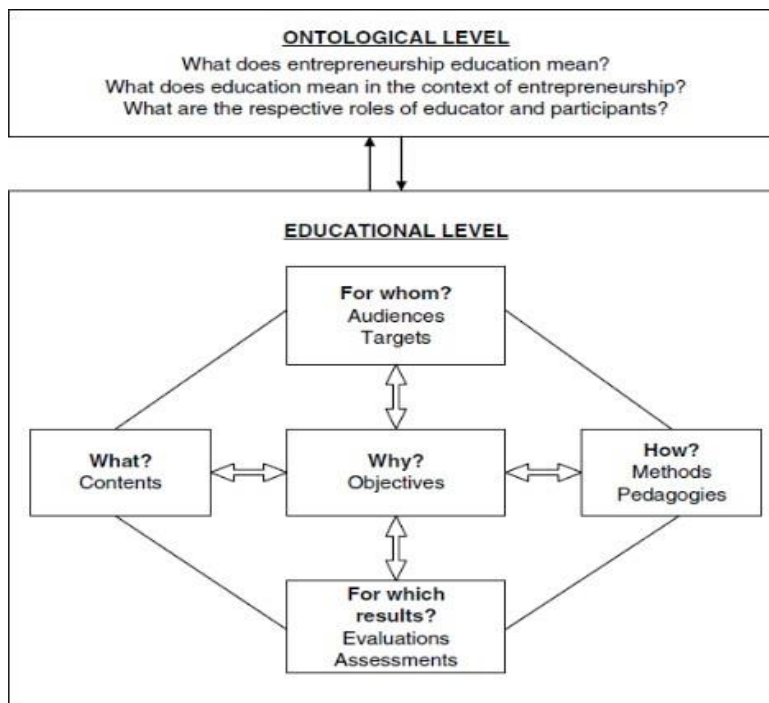 ONTOLOGICAL LEVEL
What does entrepreneurship education mean?
What does education mean in the context of entrepreneurship?
What are the respective roles of educator and participants?
EDUCATIONAL LEVEL
For whom?
Audiences
Targets
What?
Contents
Why?
Objectives
How?
Methods
Pedagogies
For which
results?
Evaluations
Assessments